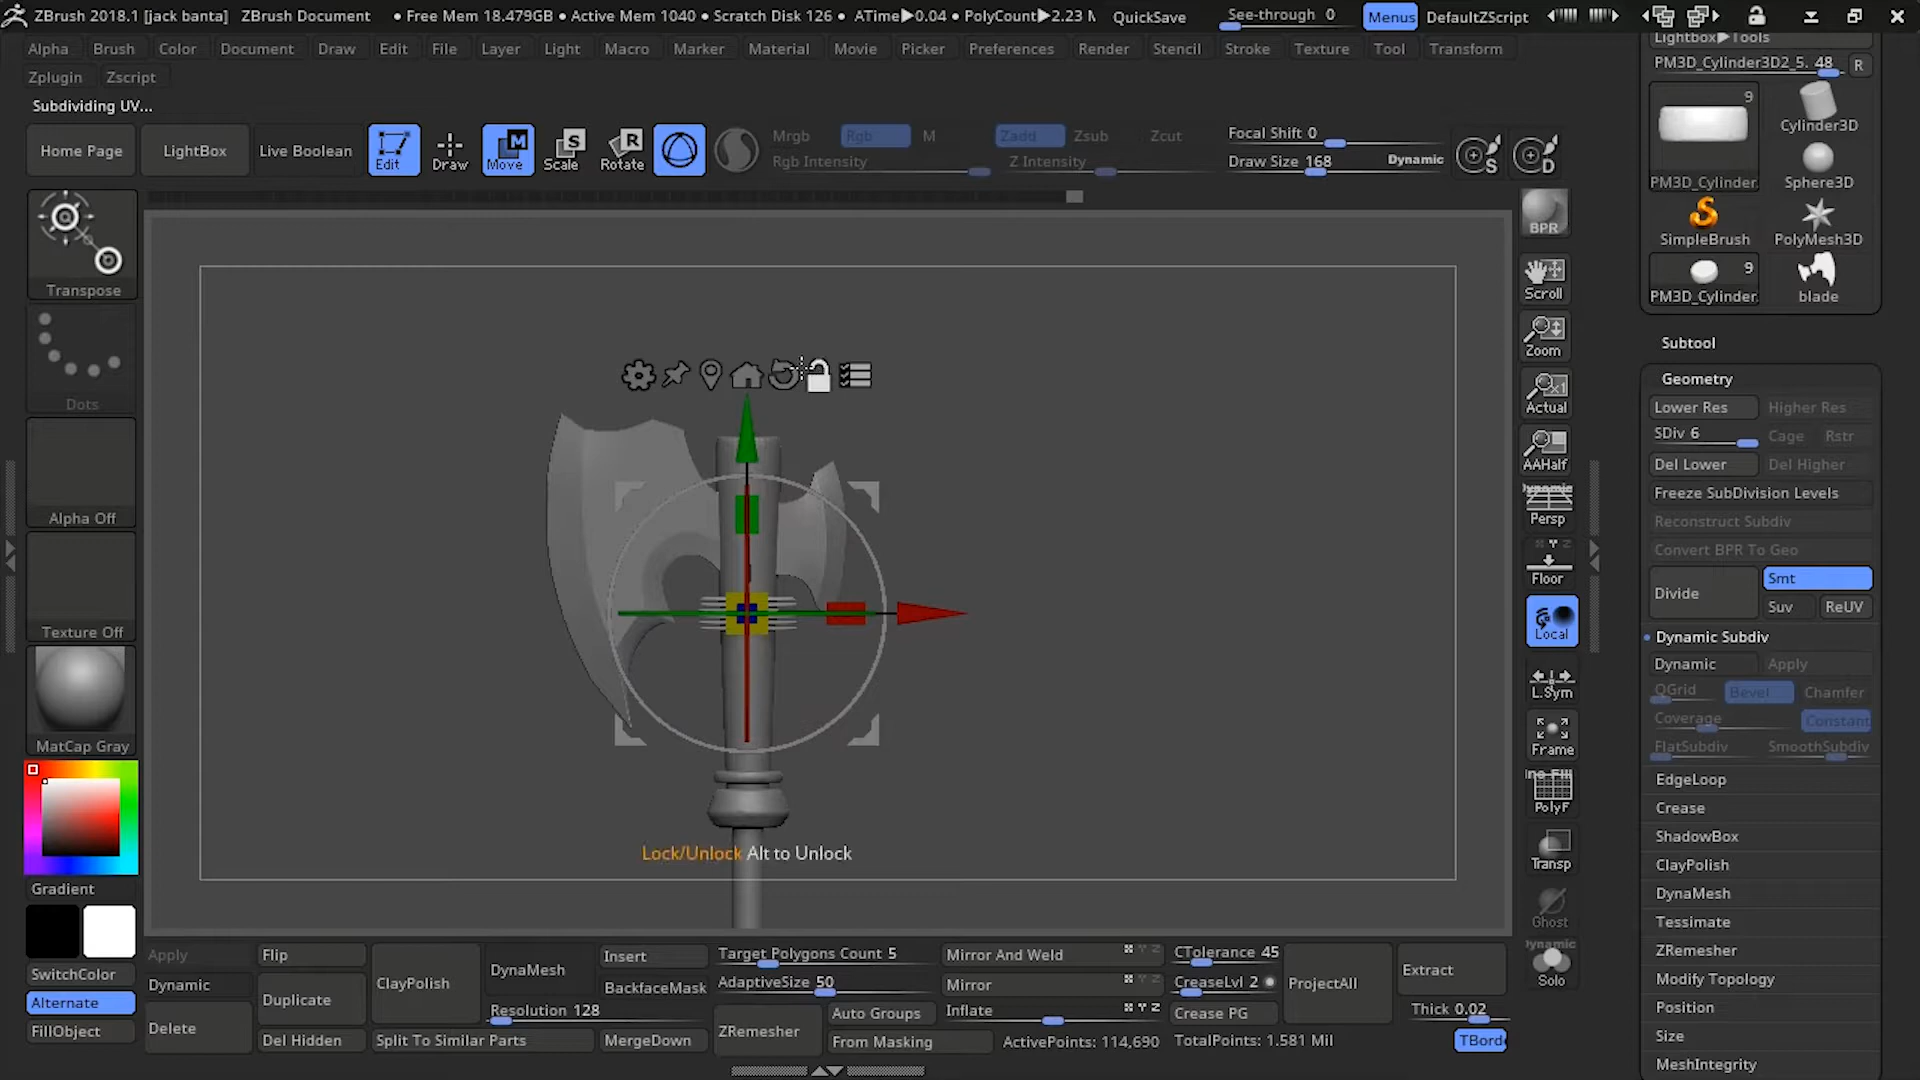 ZBrush 2018.1 [jack banta] ZBrush Document • Free Mem 18.479GB • Active Mem 1040 • Scratch Disk 126 • ATime▶0.04 • PolyCount▶2.23 M QuickSave See-through 0 Menus DefaultZScript
Alpha Brush Color Document Draw Edit File Layer Light Macro Marker Material Movie Picker Preferences Render Stencil Stroke Texture Tool Transform
Zplugin Zscript
Subdividing UV...
Home Page LightBox Live Boolean Edit Draw Move Scale Rotate
Mrgb Rgb M Zadd Zsub Zcut
Rgb Intensity Z Intensity
Focal Shift 0
Draw Size 168 Dynamic
S D
Transpose
Dots
Alpha Off
Texture Off
MatCap Gray
Gradient
SwitchColor
Alternate
FillObject
Lock/Unlock Alt to Unlock
BPR
Scroll
Zoom
Actual
AAHalf
Dynamic
Persp
Floor
Local
L.Sym
Frame
PolyF
Transp
Ghost
Dynamic
Solo
Lightbox▶Tools
PM3D_Cylinder3D2_5. 48 R
9
PM3D_Cylinder.
Cylinder3D
Sphere3D
SimpleBrush PolyMesh3D
9
PM3D_Cylinder. blade
Subtool
Geometry
Lower Res Higher Res
SDiv 6 Cage Rstr
Del Lower Del Higher
Freeze SubDivision Levels
Reconstruct Subdiv
Convert BPR To Geo
Divide Smt
Suv ReUV
Dynamic Subdiv
Dynamic Apply
QGrid Bevel Chamfer
Coverage Constant
FlatSubdiv SmoothSubdiv
EdgeLoop
Crease
ShadowBox
ClayPolish
DynaMesh
Tessimate
ZRemesher
Modify Topology
Position
Size
MeshIntegrity
Apply
Dynamic
Delete
Flip
Duplicate
Del Hidden
ClayPolish
Split To Similar Parts
DynaMesh
Resolution 128
Insert
BackfaceMask
MergeDown
Target Polygons Count 5
AdaptiveSize 50
ZRemesher
Auto Groups
From Masking
Mirror And Weld
Mirror
Inflate
ActivePoints: 114,690
CTolerance 45
CreaseLvl 2
Crease PG
TotalPoints: 1.581 Mil
ProjectAll
Extract
Thick 0.02
TBorde